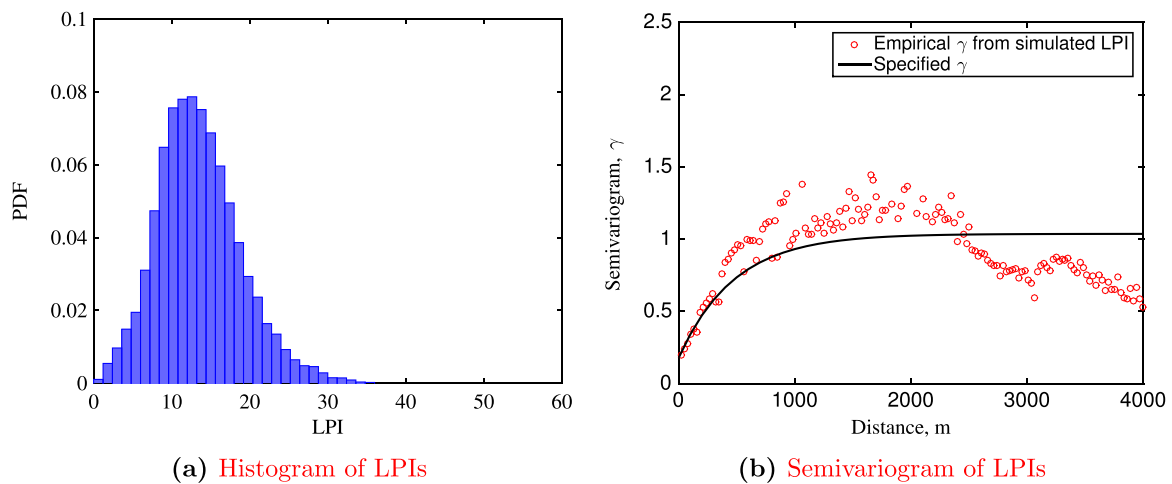 0.1
0.08
0.06
0.04
0.02
0
PDF
0 10 20 30 40 50 60
LPI
(a) Histogram of LPIs
2.5
2
1.5
1
0.5
0
Semivariogram, γ
Empirical γ from simulated LPI
Specified γ
0 1000 2000 3000 4000
Distance, m
(b) Semivariogram of LPIs